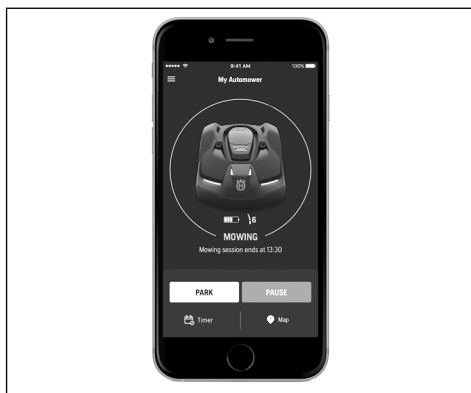 9:41 AM 100%
My Automower
6
MOWING
Mowing session ends at 13:30
PARK PAUSE
Timer Map